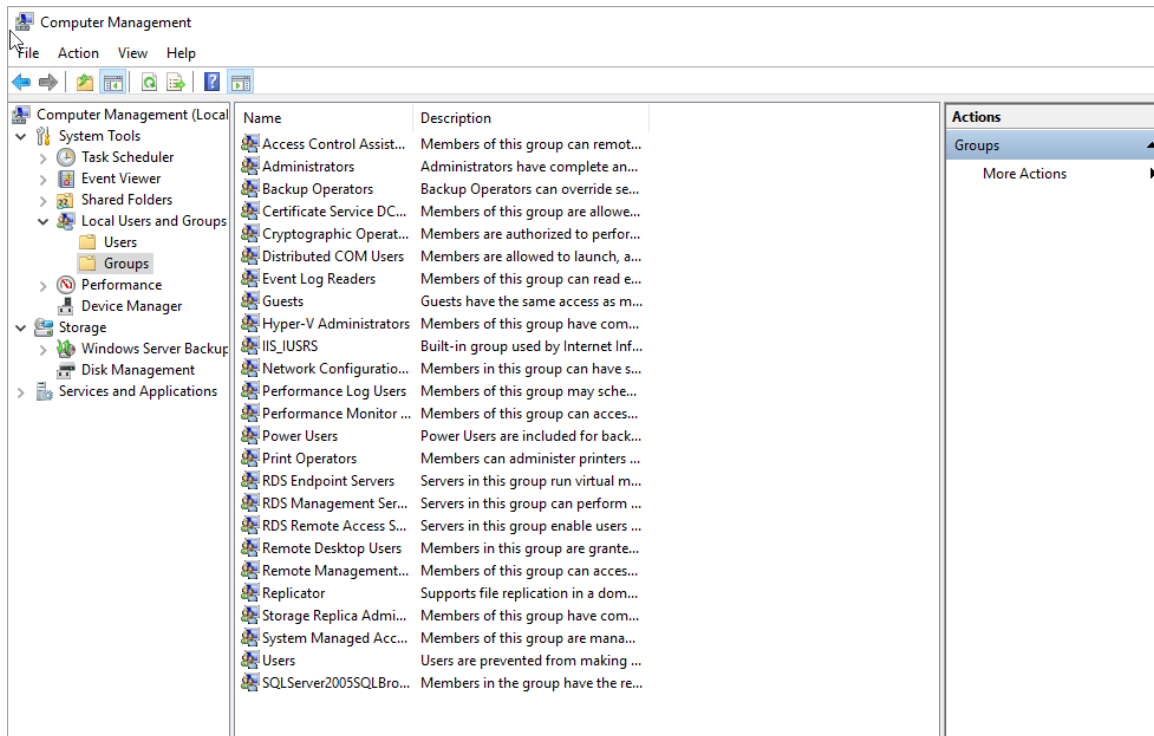 Computer Management
File Action View Help
Computer Management (Local
System Tools
Task Scheduler
Event Viewer
Shared Folders
Local Users and Groups
Users
Groups
Performance
Device Manager
Storage
Windows Server Backup
Disk Management
Services and Applications
Name Description
Access Control Assist... Members of this group can remot...
Administrators Administrators have complete an...
Backup Operators Backup Operators can override se...
Certificate Service DC... Members of this group are allowe...
Cryptographic Operat... Members are authorized to perfor...
Distributed COM Users Members are allowed to launch, a...
Event Log Readers Members of this group can read e...
Guests Guests have the same access as m...
Hyper-V Administrators Members of this group have com...
IIS_IUSRS Built-in group used by Internet Inf...
Network Configuratio... Members in this group can have s...
Performance Log Users Members of this group may sche...
Performance Monitor ... Members of this group can acces...
Power Users Power Users are included for back...
Print Operators Members can administer printers ...
RDS Endpoint Servers Servers in this group run virtual m...
RDS Management Ser... Servers in this group can perform ...
RDS Remote Access S... Servers in this group enable users ...
Remote Desktop Users Members in this group are grante...
Remote Management... Members of this group can acces...
Replicator Supports file replication in a dom...
Storage Replica Admi... Members of this group have com...
System Managed Acc... Members of this group are mana...
Users Users are prevented from making ...
SQLServer2005SQLBro... Members in the group have the re...
Actions
Groups
More Actions